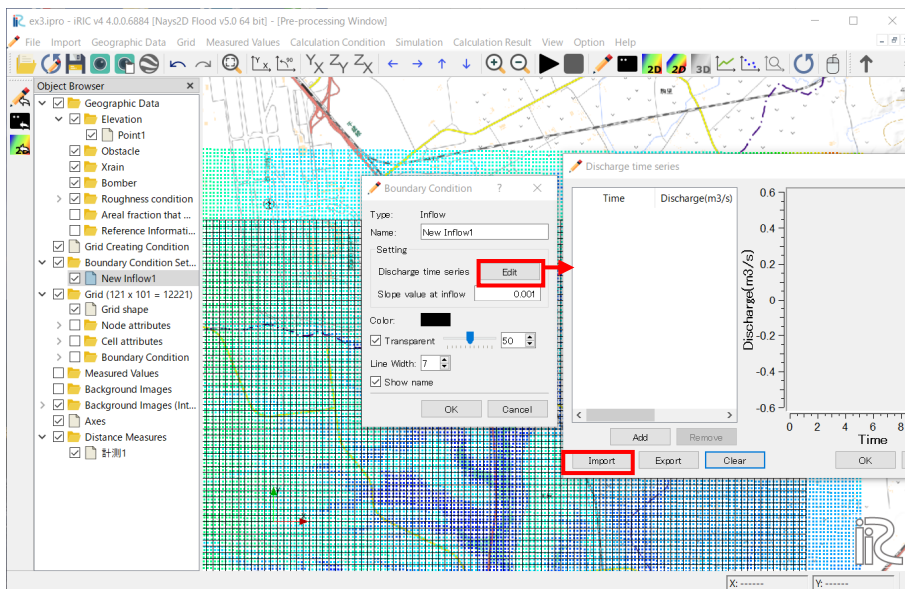 ex3.ipro - iRIC v4 4.0.0.6884 [Nays2D Flood v5.0 64 bit] - [Pre-processing Window]
File Import Geographic Data Grid Measured Values Calculation Condition Simulation Calculation Result View Option Help
Object Browser
Geographic Data
Elevation
Point1
Obstacle
Xrain
Bomber
Roughness condition
Areal fraction that ...
Reference Informati...
Grid Creating Condition
Boundary Condition Set...
New Inflow1
Grid (121 x 101 = 12221)
Grid shape
Node attributes
Cell attributes
Boundary Condition
Measured Values
Background Images
Background Images (Int...
Axes
Distance Measures
計測1
Boundary Condition ?
Type: Inflow
Name: New Inflow1
Setting
Discharge time series Edit
Slope value at inflow 0.001
Color:
Transparent 50
Line Width: 7
Show name
OK Cancel
Discharge time series
Time Discharge(m3/s)
Add Remove
Import Export Clear OK
Discharge(m3/s)
0.6
0.4
0.2
0
-0.2
-0.4
-0.6
0 2 4 6 8
Time
2D 2D 3D
iRIC
X: ------ Y: ------